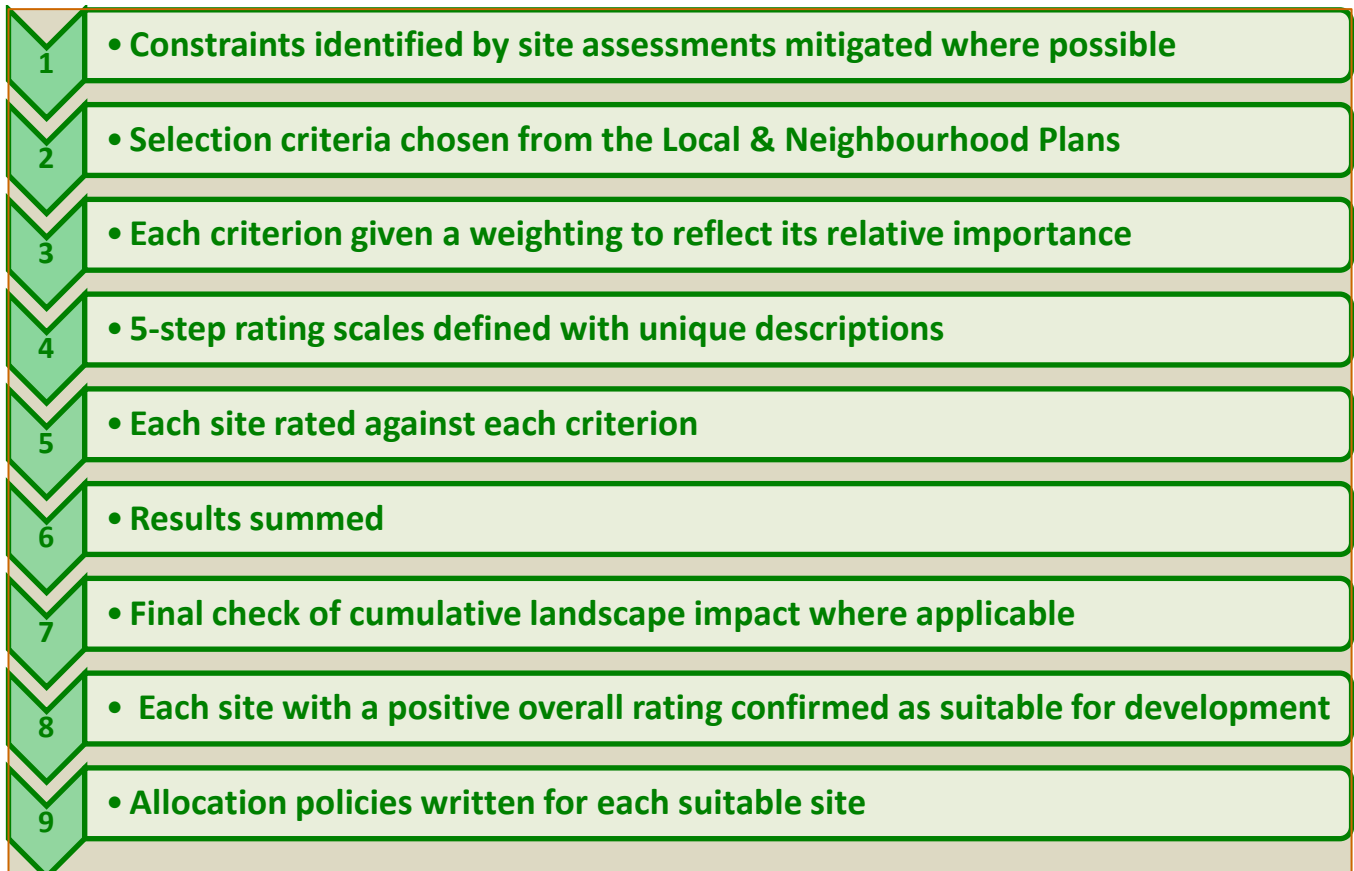 1
• Constraints identified by site assessments mitigated where possible
2
• Selection criteria chosen from the Local & Neighbourhood Plans
3
• Each criterion given a weighting to reflect its relative importance
4
• 5-step rating scales defined with unique descriptions
5
• Each site rated against each criterion
6
• Results summed
7
• Final check of cumulative landscape impact where applicable
8
• Each site with a positive overall rating confirmed as suitable for development
9
• Allocation policies written for each suitable site